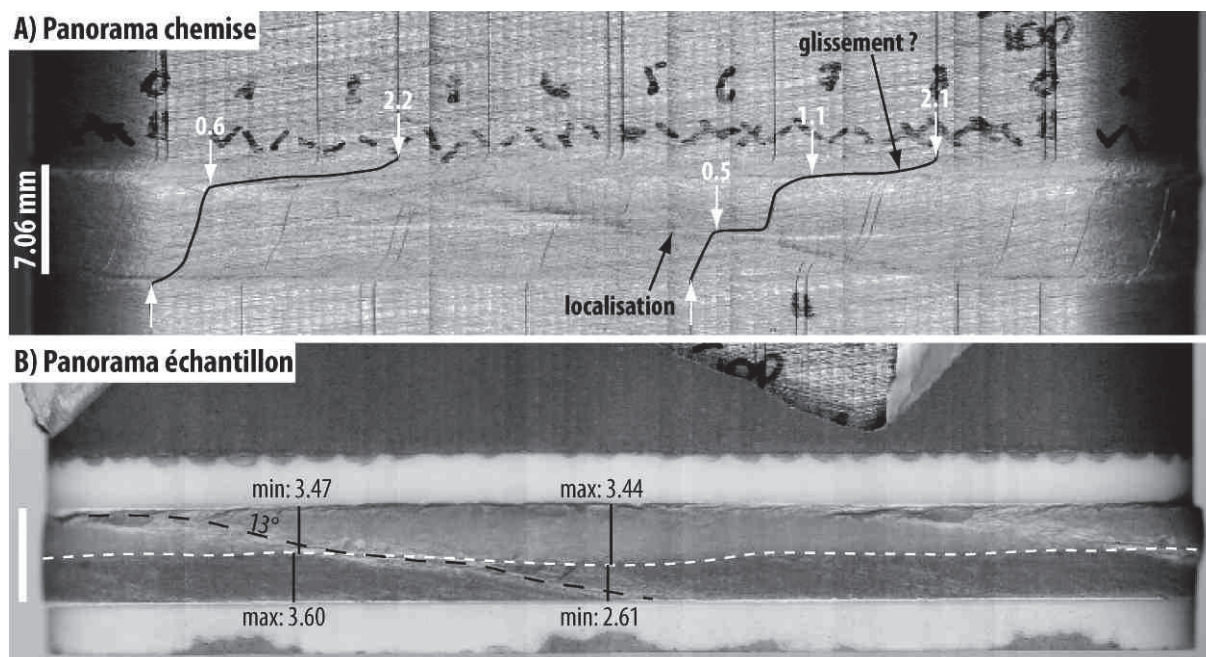 A) Panorama chemise
glissement ?
2.2
2.1
0.6
1.1
0.5
7.06 mm
localisation
B) Panorama échantillon
min: 3.47
max: 3.44
13°
max: 3.60
min: 2.61